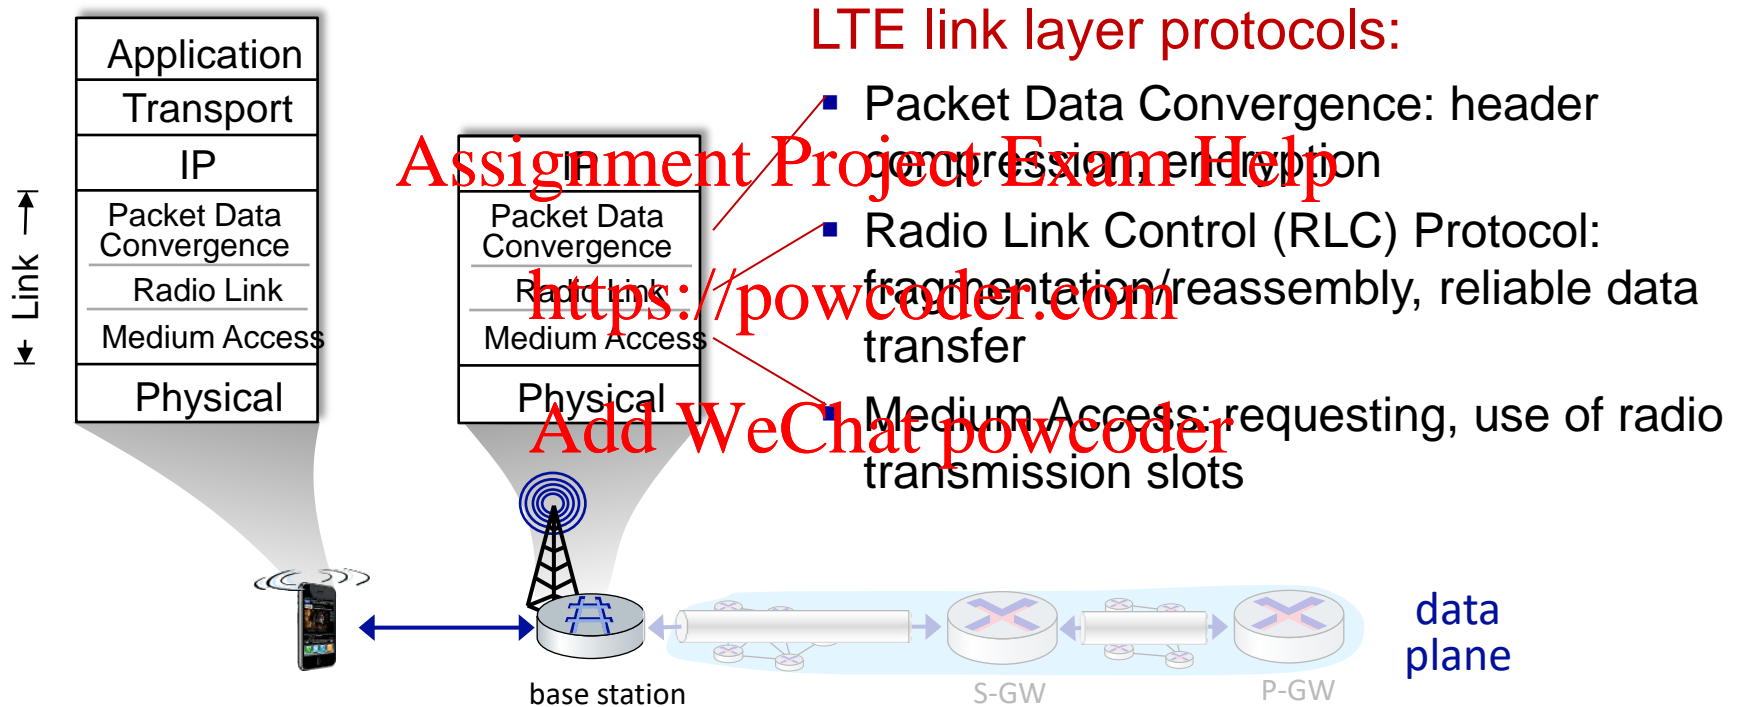 LTE link layer protocols:
Application
Transport
IP
Packet Data
Convergence
Radio Link
Medium Access
Physical
Link
IP
Packet Data
Convergence
Radio Link
Medium Access
Physical
Packet Data Convergence: header
compression, encryption
Radio Link Control (RLC) Protocol:
fragmentation/reassembly, reliable data
transfer
Medium Access: requesting, use of radio
transmission slots
Assignment Project Exam Help
https://powcoder.com
Add WeChat powcoder
base station
S-GW
P-GW
data
plane